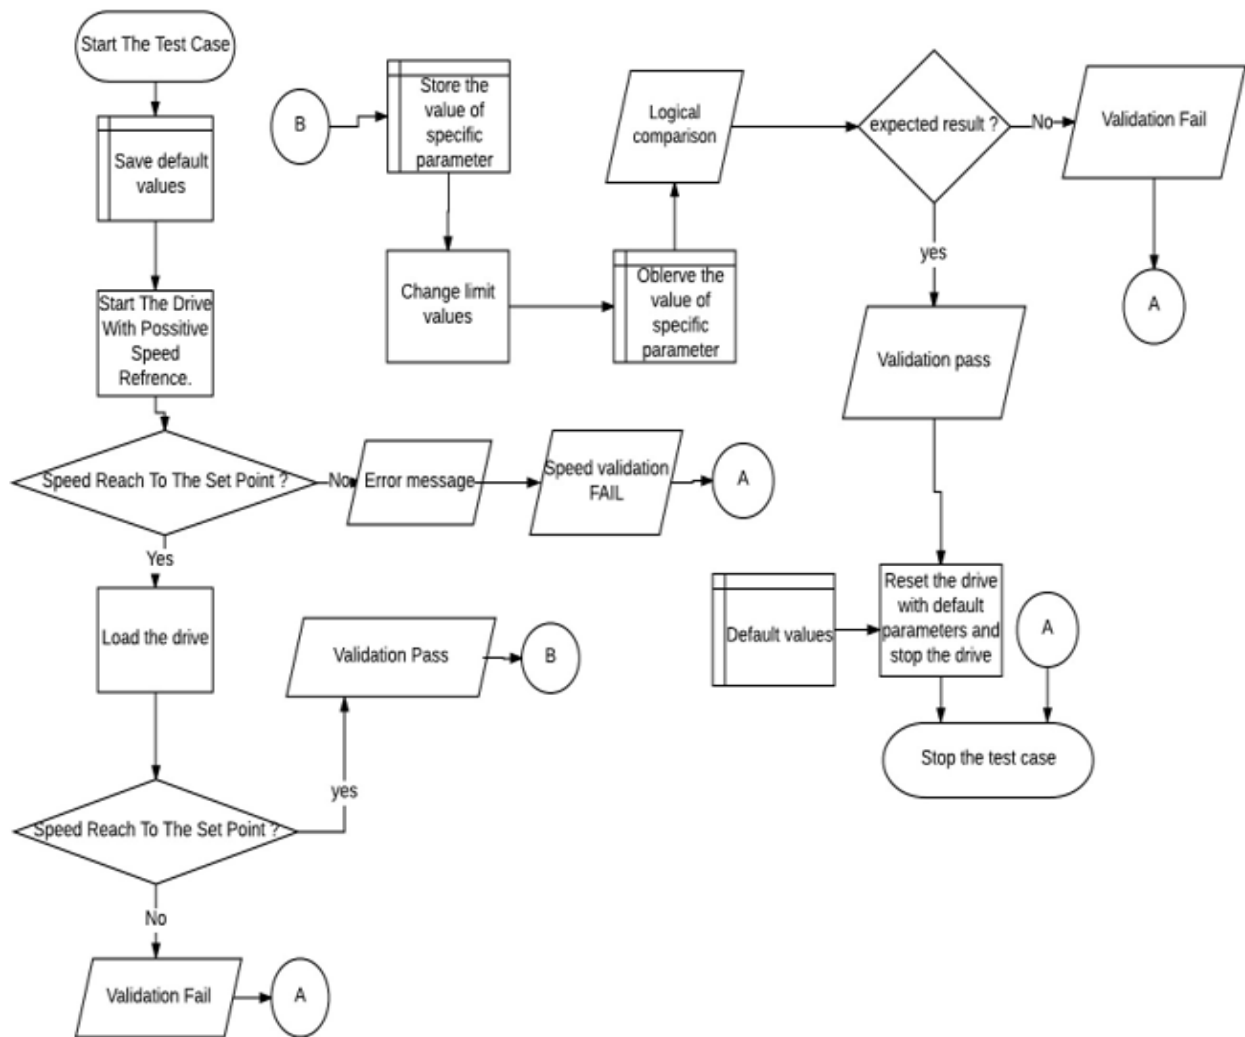 Start The Test Case
Save default
values
Start The Drive
With Possitive
Speed
Refrence.
Speed Reach To The Set Point ?
No
Error message
Speed validation
FAIL
A
Yes
Load the drive
Speed Reach To The Set Point ?
yes
Validation Pass
B
No
Validation Fail
A
B
Store the
value of
specific
parameter
Change limit
values
Oblerve the
value of
specific
parameter
Logical
comparison
expected result ?
No
Validation Fail
A
yes
Validation pass
Default values
Reset the drive
with default
parameters and
stop the drive
A
Stop the test case